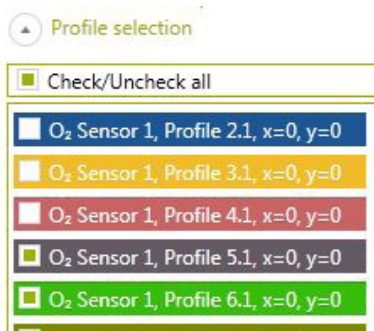 Profile selection
Check/Uncheck all
O₂ Sensor 1, Profile 2.1, x=0, y=0
O₂ Sensor 1, Profile 3.1, x=0, y=0
O₂ Sensor 1, Profile 4.1, x=0, y=0
O₂ Sensor 1, Profile 5.1, x=0, y=0
O₂ Sensor 1, Profile 6.1, x=0, y=0